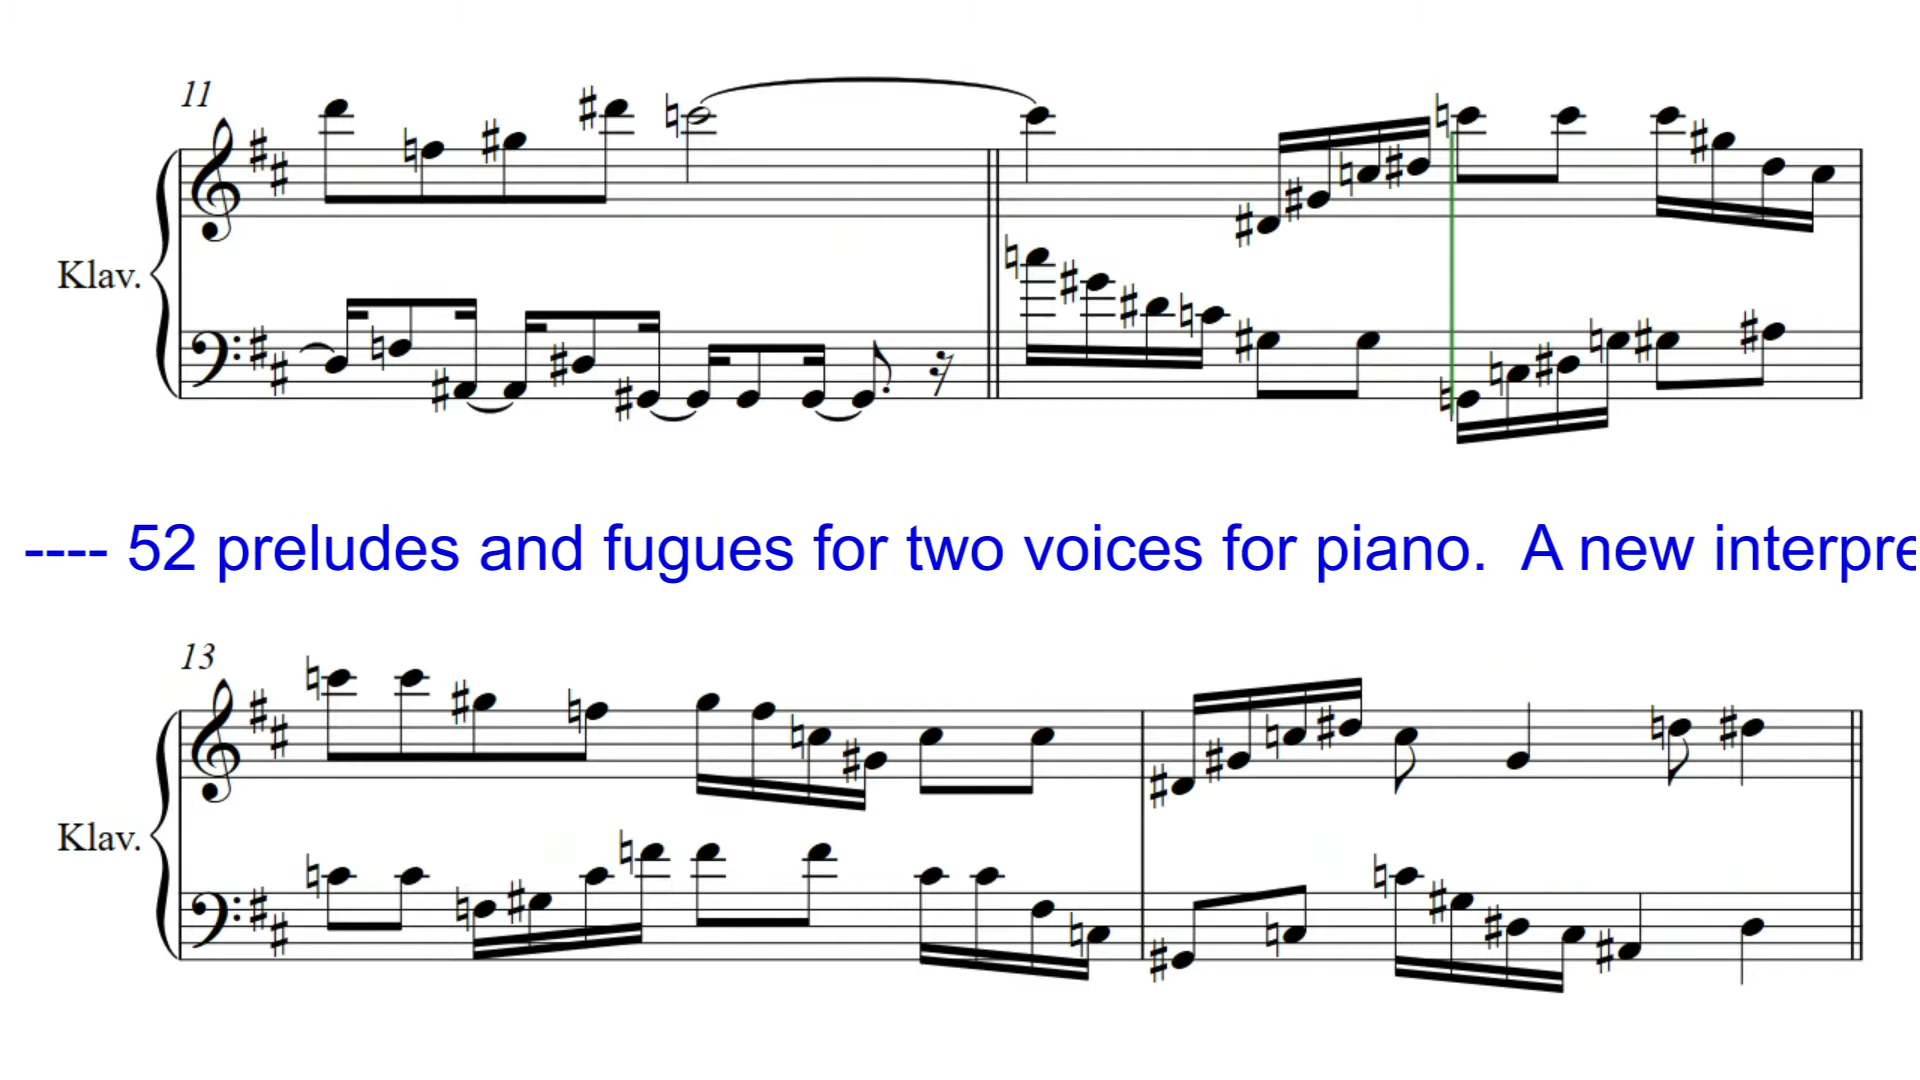 11
Klav.
---- 52 preludes and fugues for two voices for piano.  A new interpre
13
Klav.